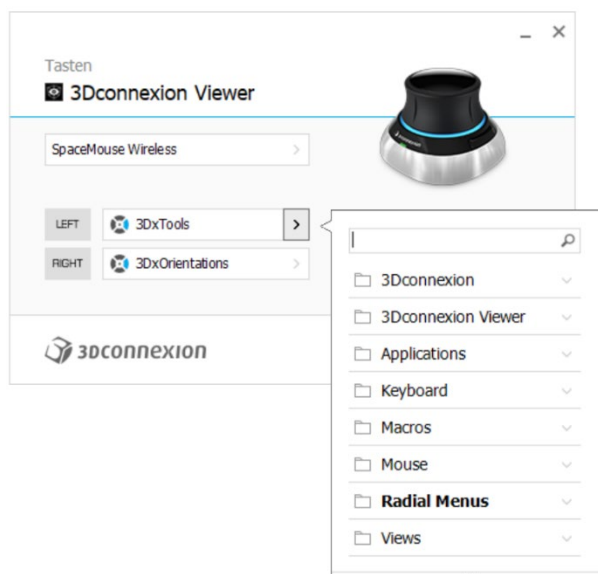 Tasten
3Dconnexion Viewer
SpaceMouse Wireless
LEFT
3DxTools
RIGHT
3DxOrientations
3Dconnexion
3Dconnexion
3Dconnexion Viewer
Applications
Keyboard
Macros
Mouse
Radial Menus
Views